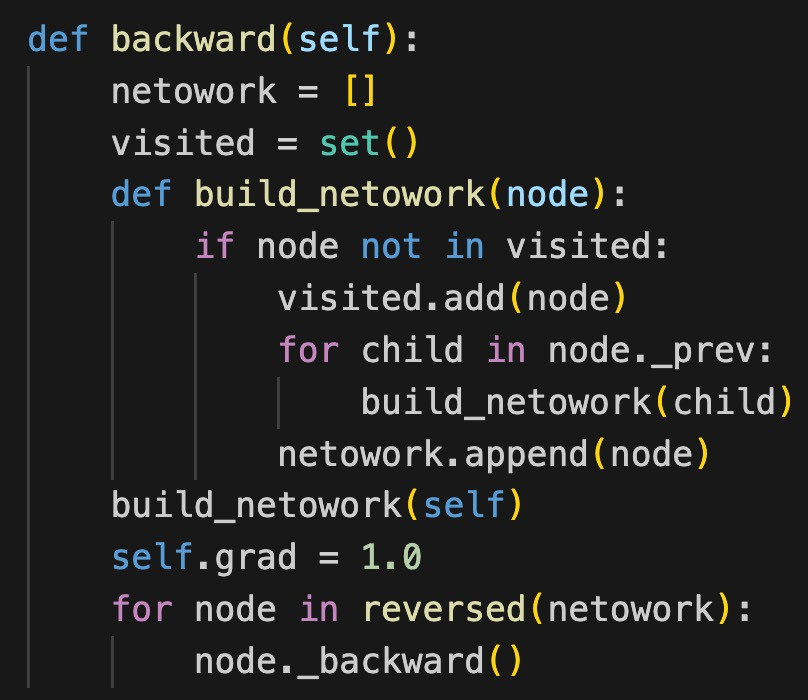 def backward(self):
    netowork = []
    visited = set()
    def build_netowork(node):
        if node not in visited:
            visited.add(node)
            for child in node._prev:
                build_netowork(child)
            netowork.append(node)
    build_netowork(self)
    self.grad = 1.0
    for node in reversed(netowork):
        node._backward()